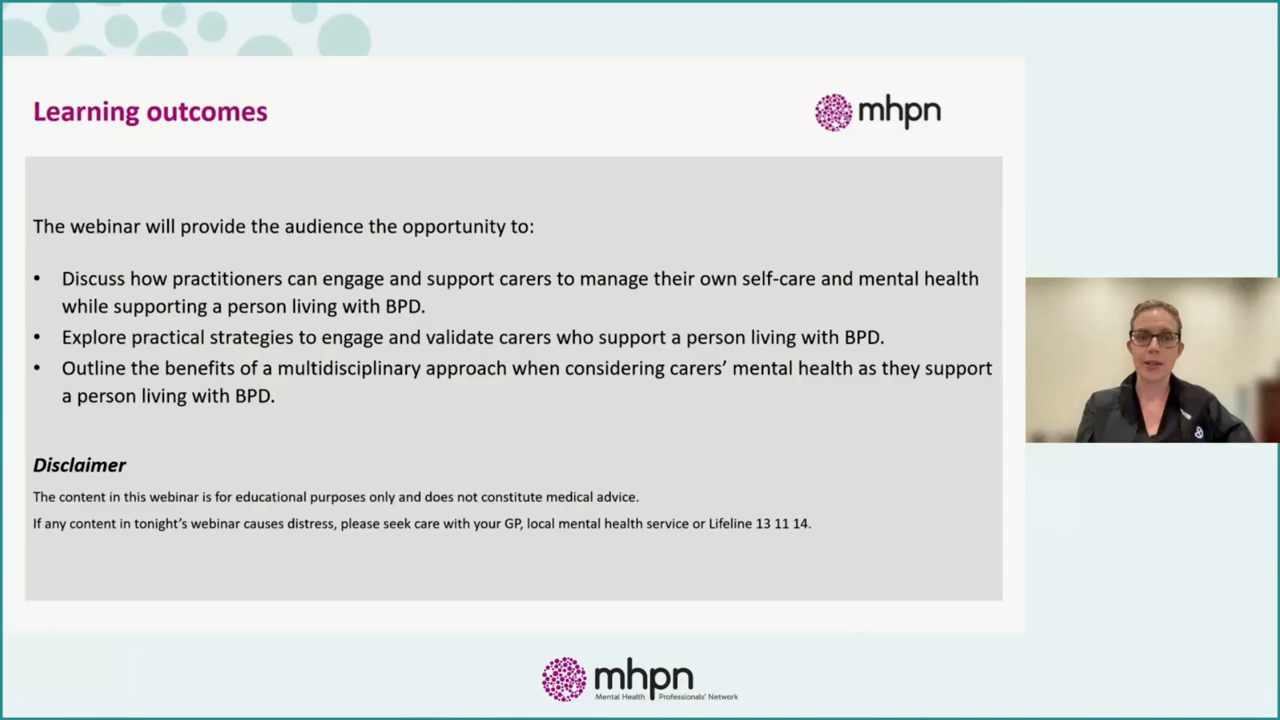 Learning outcomes
mhpn
The webinar will provide the audience the opportunity to:
• Discuss how practitioners can engage and support carers to manage their own self-care and mental health
while supporting a person living with BPD.
• Explore practical strategies to engage and validate carers who support a person living with BPD.
• Outline the benefits of a multidisciplinary approach when considering carers’ mental health as they support
a person living with BPD.
Disclaimer
The content in this webinar is for educational purposes only and does not constitute medical advice.
If any content in tonight’s webinar causes distress, please seek care with your GP, local mental health service or Lifeline 13 11 14.
mhpn
Mental Health Professionals’ Network